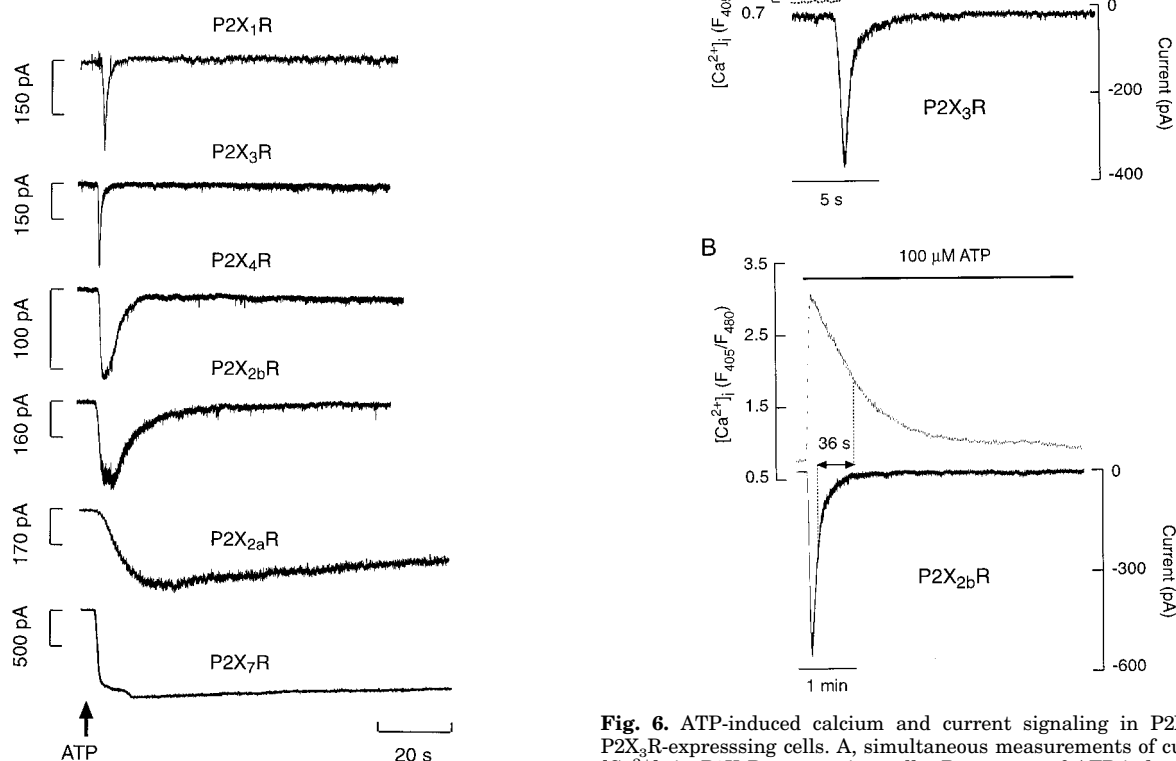 P2X1R
150 pA
P2X3R
150 pA
P2X4R
100 pA
P2X2bR
160 pA
P2X2aR
170 pA
P2X7R
500 pA
ATP
20 s
[Ca2+]i (F405
0.7
0
-200
-400
Current (pA)
P2X3R
5 s
B
100 µM ATP
3.5
2.5
1.5
0.5
[Ca2+]i (F405/F480)
36 s
0
-300
-600
Current (pA)
P2X2bR
1 min
Fig. 6. ATP-induced calcium and current signaling in P2X
P2X3R-expresssing cells. A, simultaneous measurements of cu